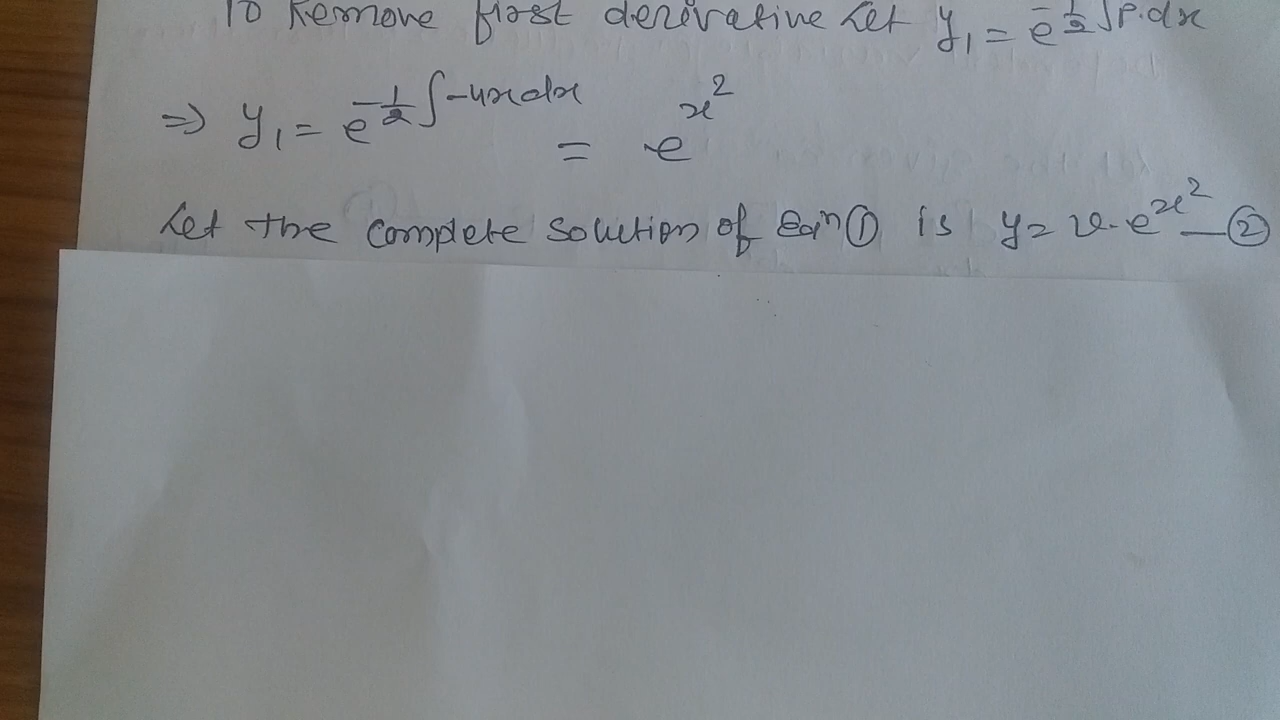 To Remove first derivative Let y₁ = e^{-1/2 ∫P.dx}
⇒ y₁ = e^{-1/2 ∫-4x dx} = e^{x²}
Let the complete solution of Eqⁿ ① is y = v.e^{x²} — ②